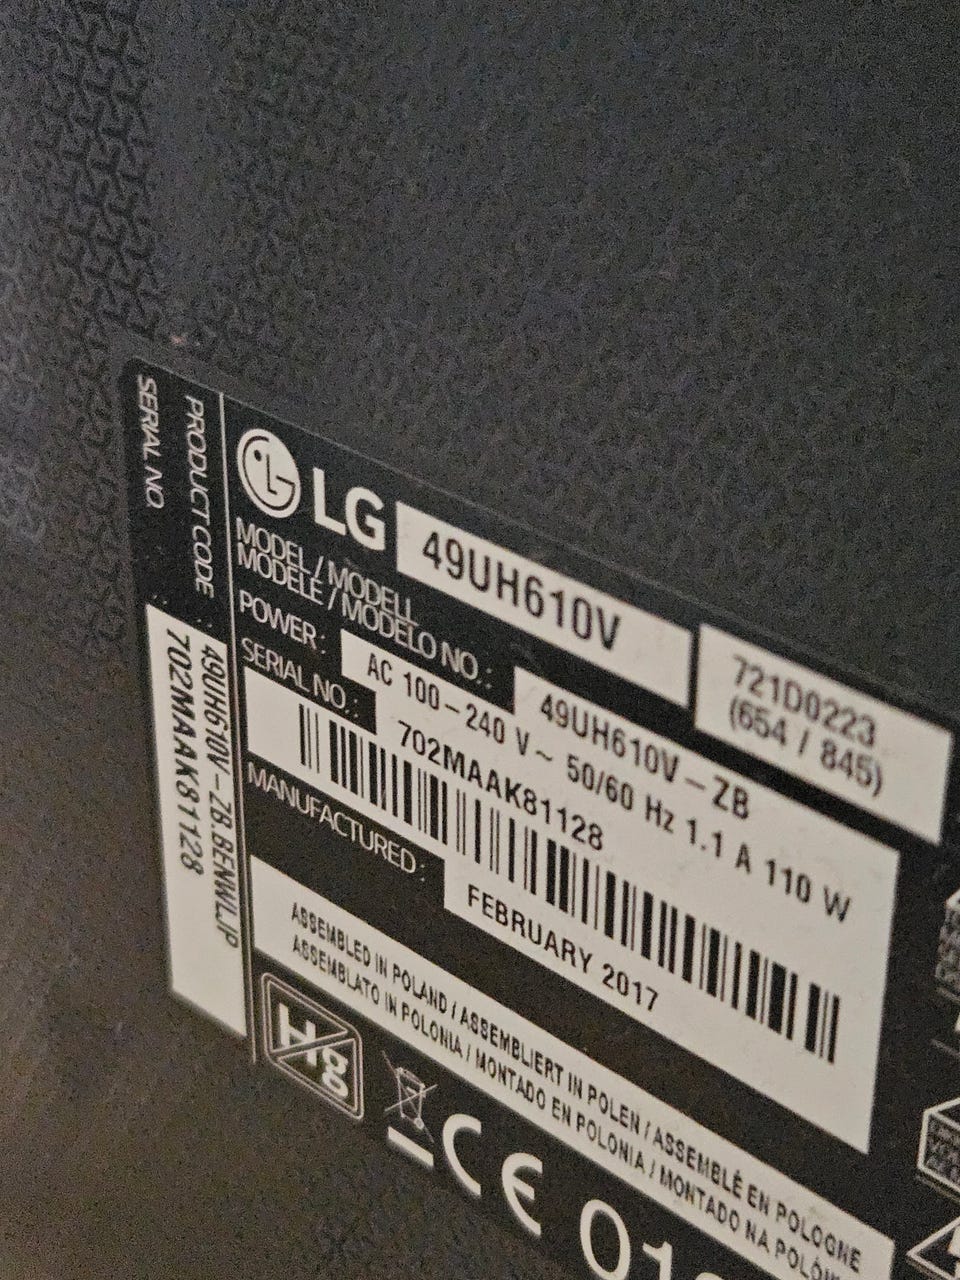 SERIAL NO.
PRODUCT CODE
: 49UH610V-ZB.BENWLJP
: 702MAAK81128
LG
49UH610V
721D0223
(654 / 845)
MODEL / MODELL
MODÈLE / MODELO NO.: 49UH610V-ZB
POWER: AC 100-240 V~ 50/60 Hz 1.1 A 110 W
SERIAL NO.: 702MAAK81128
MANUFACTURED: FEBRUARY 2017
ASSEMBLED IN POLAND / ASSEMBLIERT IN POLEN / ASSEMBLÉ EN POLOGNE
ASSEMBLATO IN POLONIA / MONTADO EN POLONIA / MONTADO NA POLÓNIA
Hg
CE